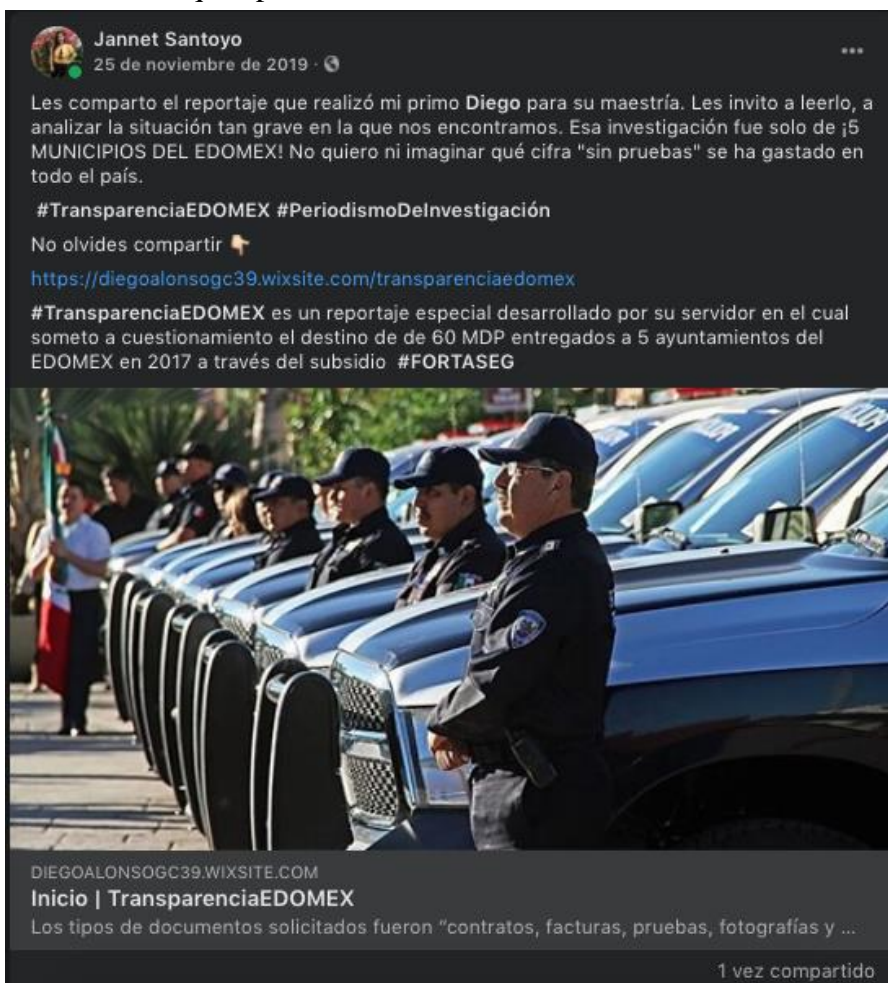 Jannet Santoyo
25 de noviembre de 2019 ·
Les comparto el reportaje que realizó mi primo Diego para su maestría. Les invito a leerlo, a
analizar la situación tan grave en la que nos encontramos. Esa investigación fue solo de ¡5
MUNICIPIOS DEL EDOMEX! No quiero ni imaginar qué cifra "sin pruebas" se ha gastado en
todo el país.
#TransparenciaEDOMEX #PeriodismoDeInvestigación
No olvides compartir 👇🏻
https://diegoalonsogc39.wixsite.com/transparenciaedomex
#TransparenciaEDOMEX es un reportaje especial desarrollado por su servidor en el cual
someto a cuestionamiento el destino de de 60 MDP entregados a 5 ayuntamientos del
EDOMEX en 2017 a través del subsidio #FORTASEG
DIEGOALONSOGC39.WIXSITE.COM
Inicio | TransparenciaEDOMEX
Los tipos de documentos solicitados fueron “contratos, facturas, pruebas, fotografías y ...
1 vez compartido